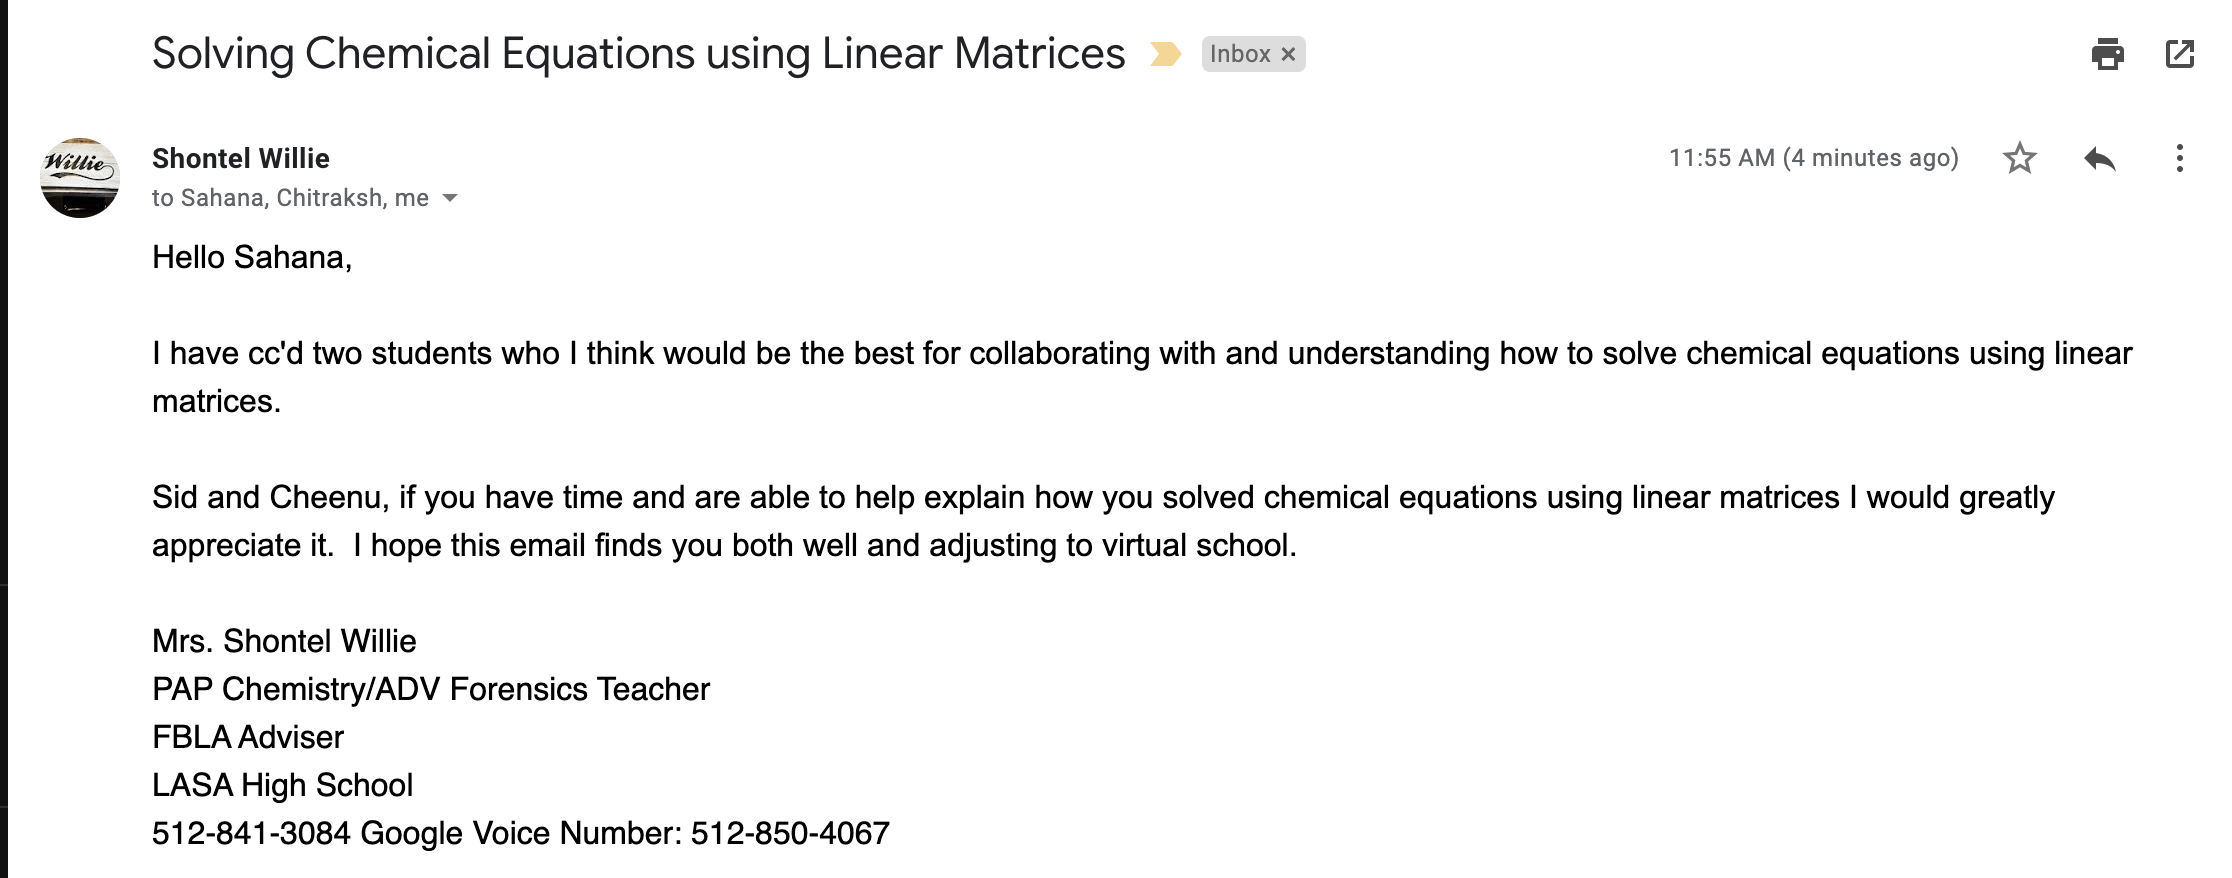 Solving Chemical Equations using Linear Matrices Inbox ×
Willie
Shontel Willie 11:55 AM (4 minutes ago)
to Sahana, Chitraksh, me
Hello Sahana,
I have cc'd two students who I think would be the best for collaborating with and understanding how to solve chemical equations using linear
matrices.
Sid and Cheenu, if you have time and are able to help explain how you solved chemical equations using linear matrices I would greatly
appreciate it.  I hope this email finds you both well and adjusting to virtual school.
Mrs. Shontel Willie
PAP Chemistry/ADV Forensics Teacher
FBLA Adviser
LASA High School
512-841-3084 Google Voice Number: 512-850-4067